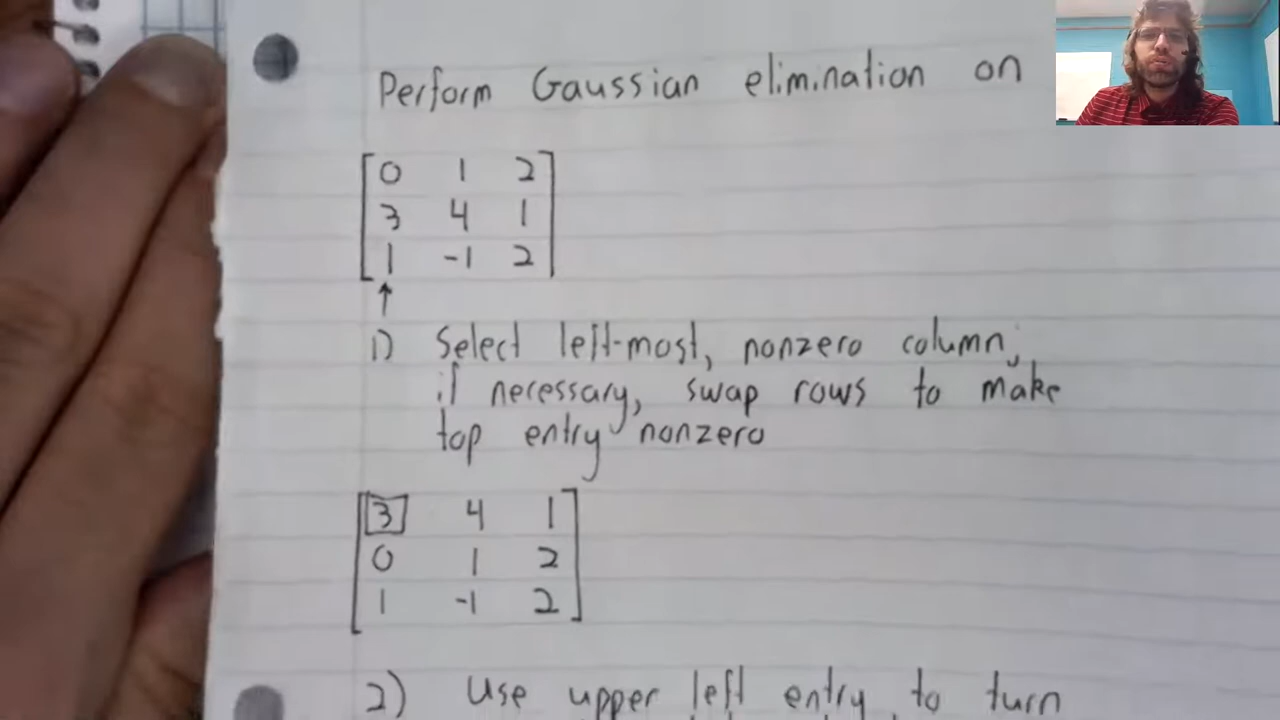 Perform Gaussian elimination on
0 1 2
3 4 1
1 -1 2
1) Select left-most, nonzero column;
if necessary, swap rows to make
top entry nonzero
3 4 1
0 1 2
1 -1 2
2) Use upper left entry to turn